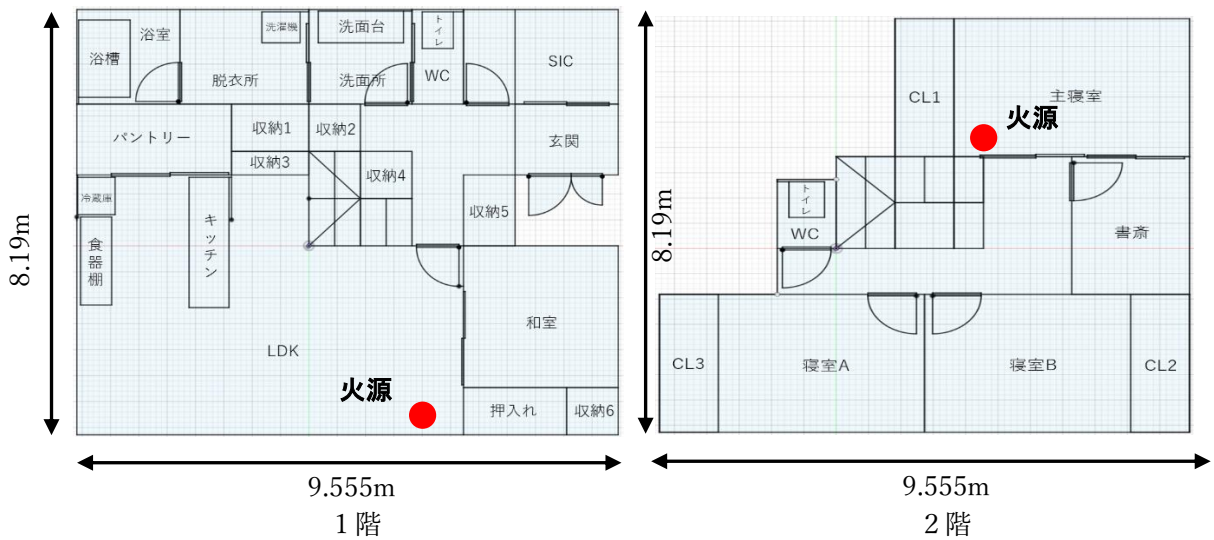 浴室
浴槽
脱衣所
洗濯機
洗面台
洗面所
トイレ
WC
SIC
パントリー
収納1
収納2
収納3
収納4
玄関
冷蔵庫
食器棚
キッチン
収納5
和室
LDK
火源
押入れ
収納6
8.19m
9.555m
1階
CL1
主寝室
火源
トイレ
WC
書斎
CL3
寝室A
寝室B
CL2
8.19m
9.555m
2階